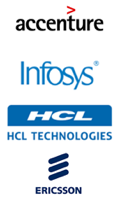 accenture
Infosys®
HCL
HCL TECHNOLOGIES
ERICSSON